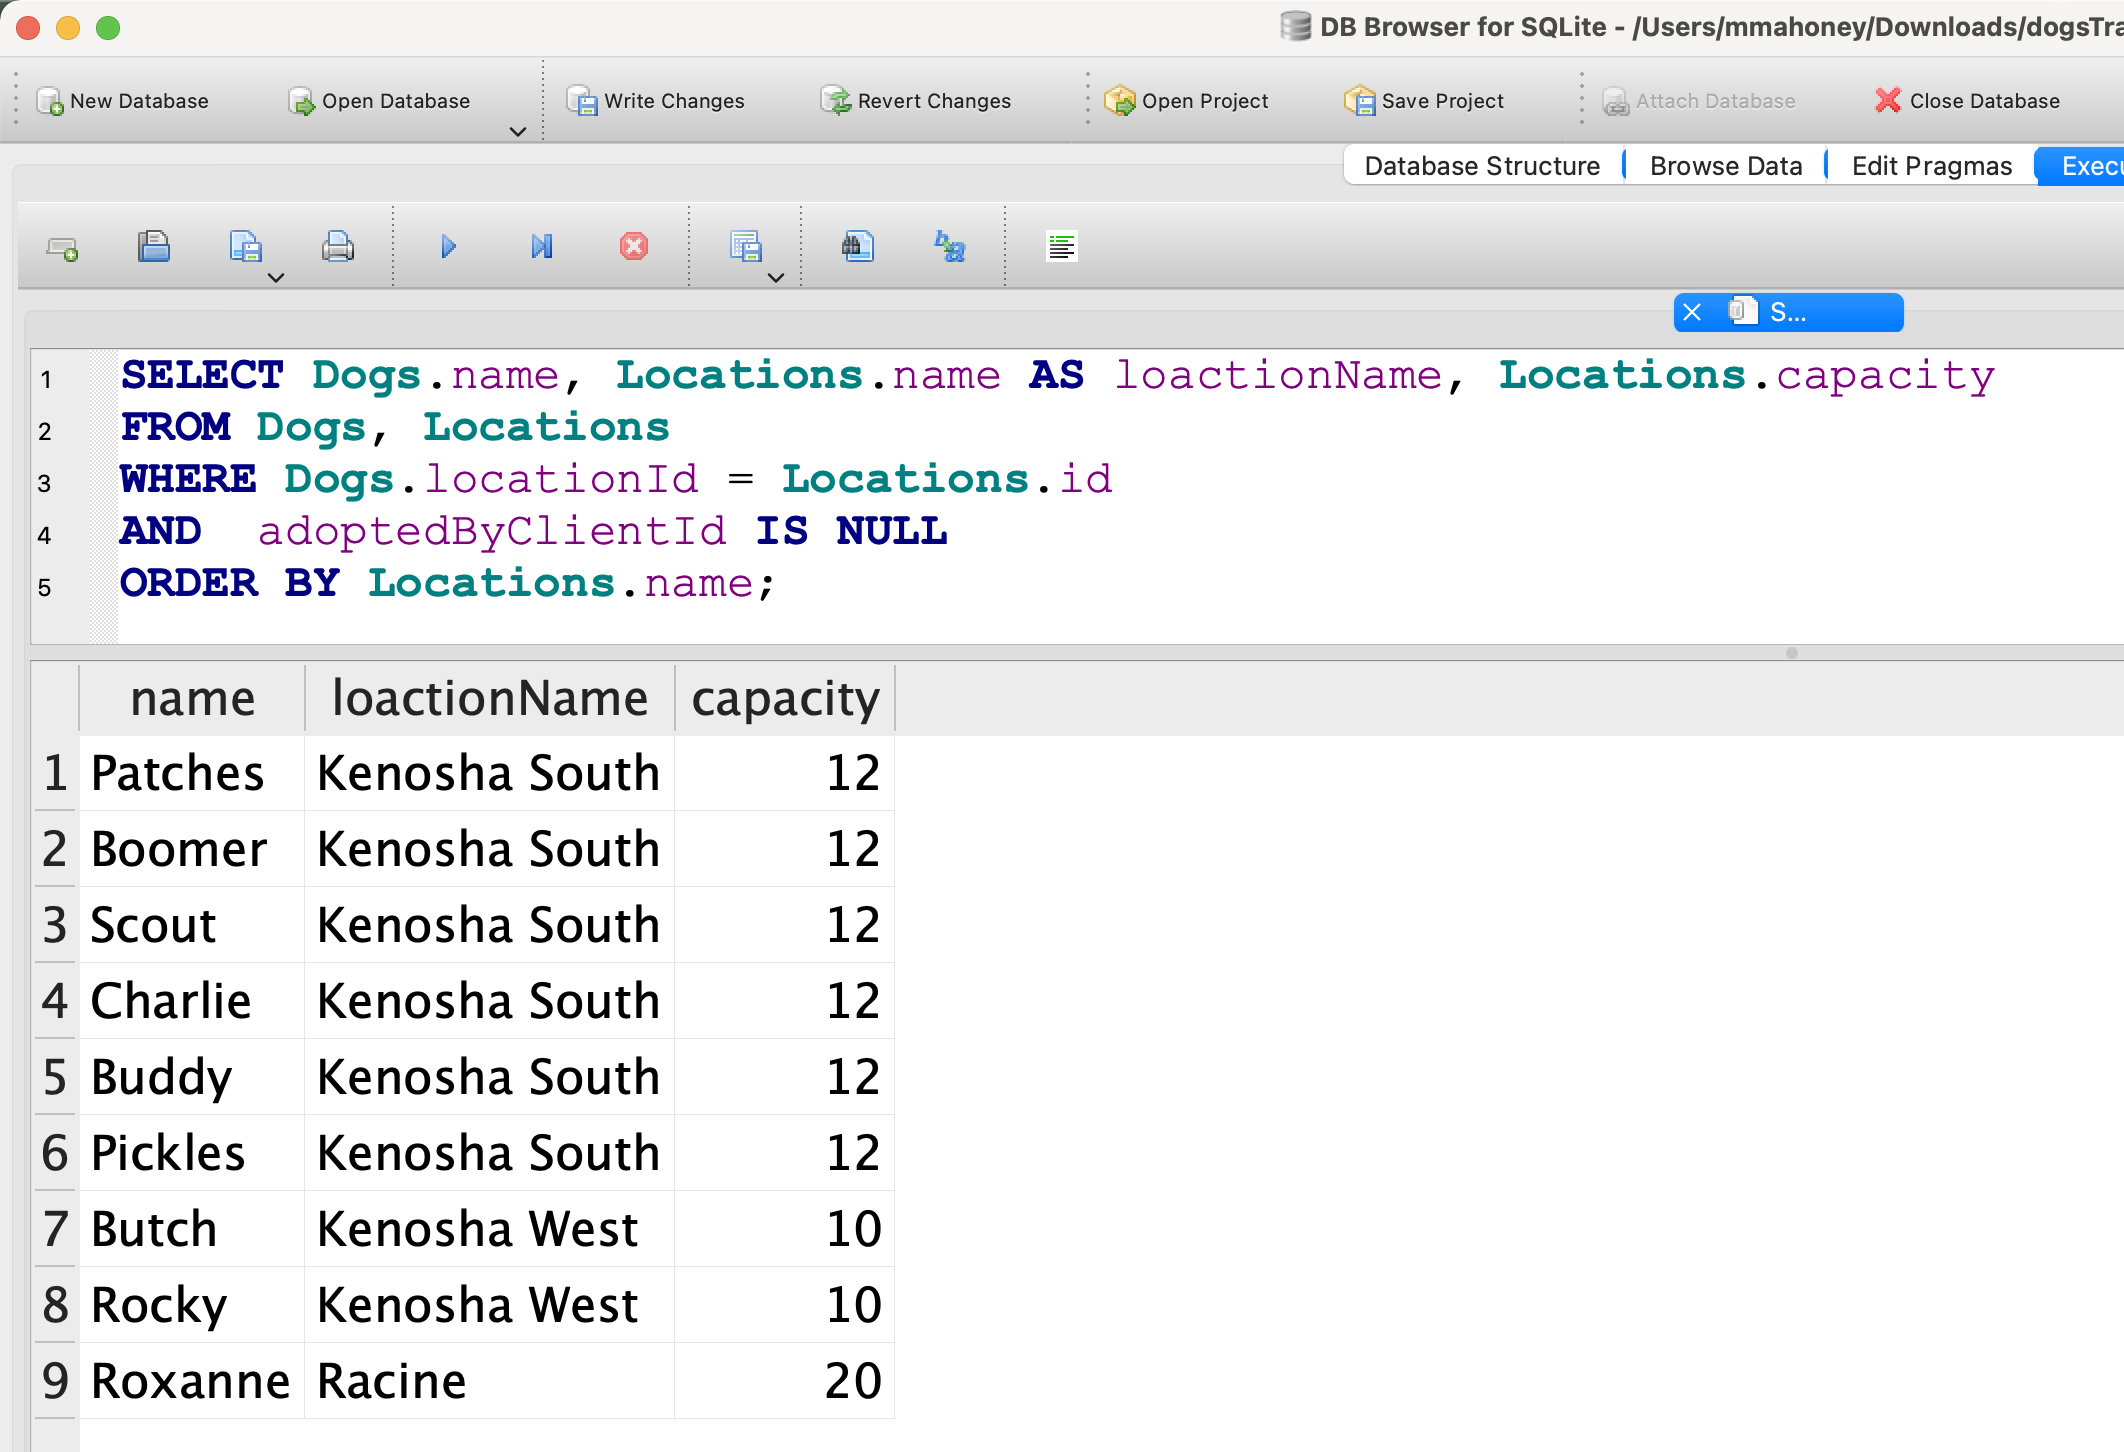 DB Browser for SQLite - /Users/mmahoney/Downloads/dogsTra
New Database Open Database Write Changes Revert Changes Open Project Save Project Attach Database Close Database
Database Structure Browse Data Edit Pragmas Execu
S...
1 SELECT Dogs.name, Locations.name AS loactionName, Locations.capacity
2 FROM Dogs, Locations
3 WHERE Dogs.locationId = Locations.id
4 AND  adoptedByClientId IS NULL
5 ORDER BY Locations.name;
name loactionName capacity
1 Patches Kenosha South 12
2 Boomer Kenosha South 12
3 Scout Kenosha South 12
4 Charlie Kenosha South 12
5 Buddy Kenosha South 12
6 Pickles Kenosha South 12
7 Butch Kenosha West 10
8 Rocky Kenosha West 10
9 Roxanne Racine 20